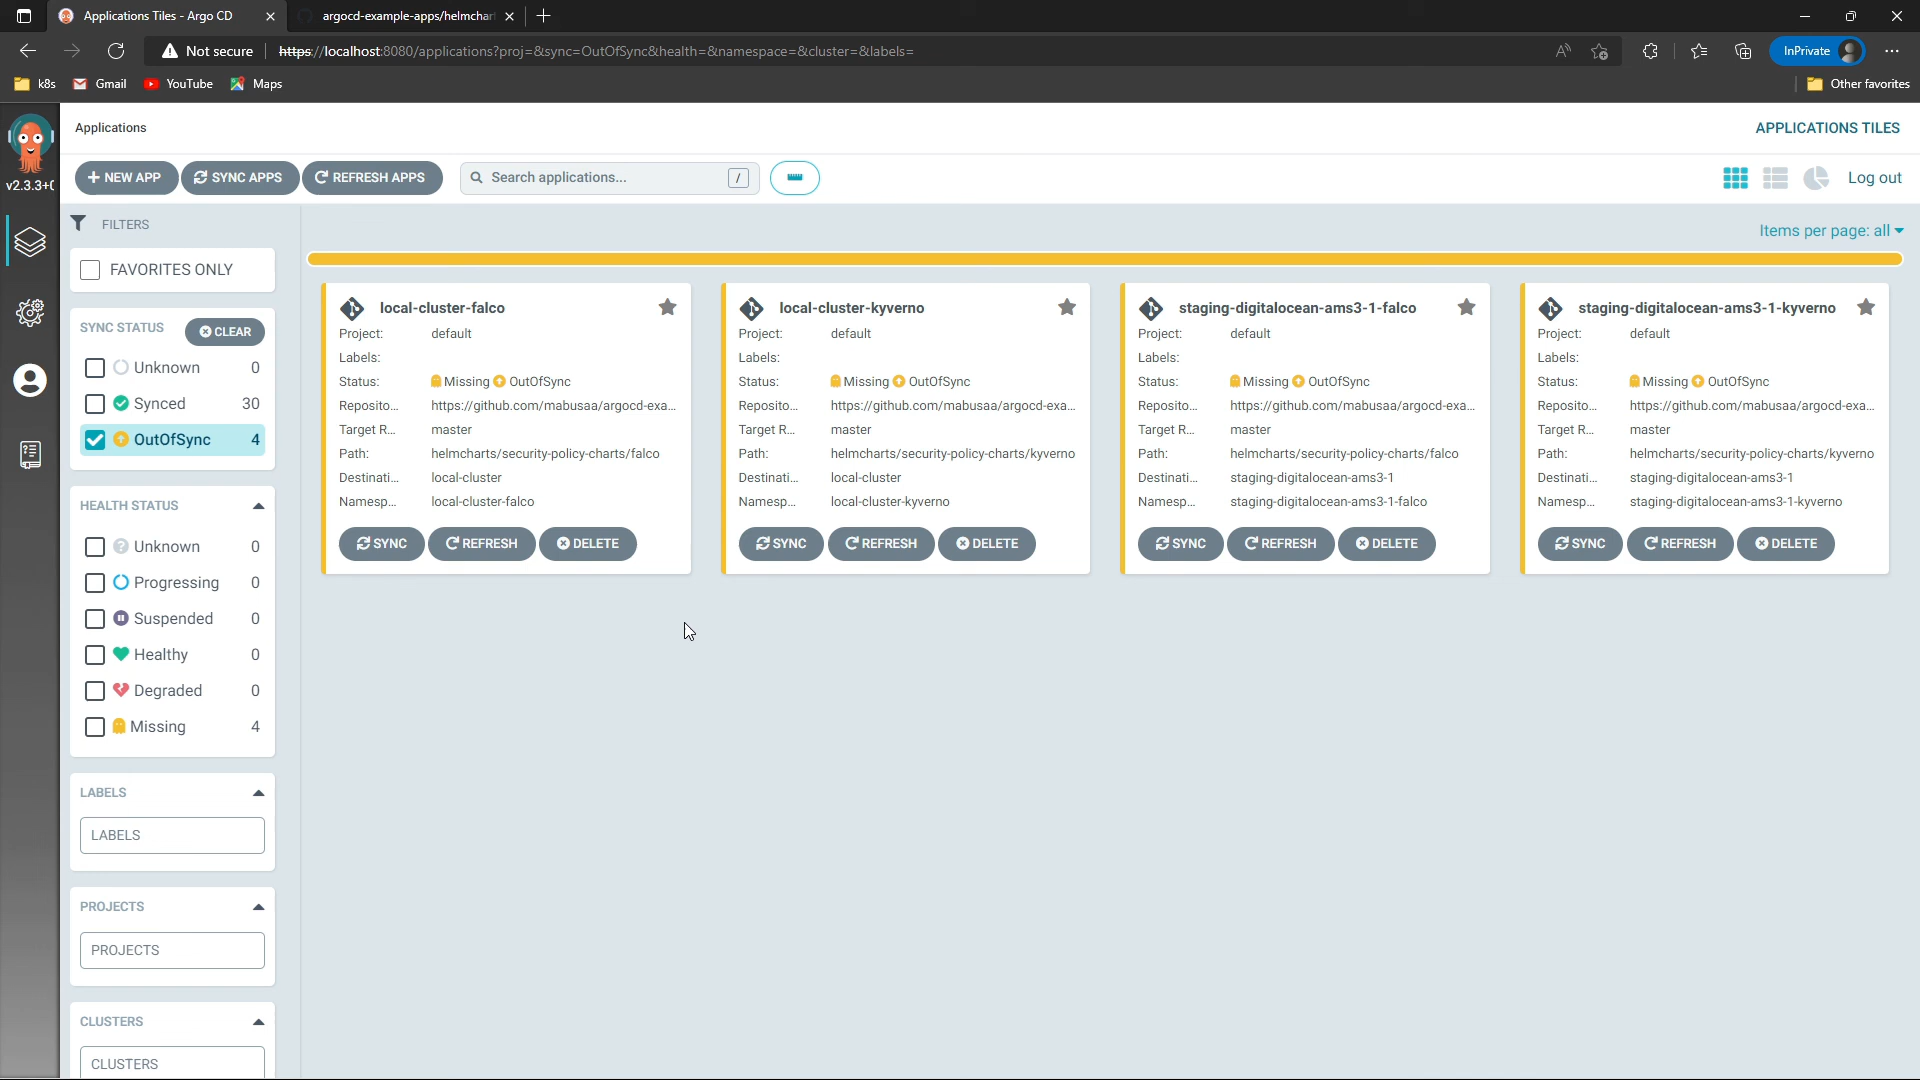 Applications Tiles - Argo CD
argocd-example-apps/helmchar
Not secure
https://localhost:8080/applications?proj=&sync=OutOfSync&health=&namespace=&cluster=&labels=
InPrivate
k8s
Gmail
YouTube
Maps
Other favorites
v2.3.3+
Applications
APPLICATIONS TILES
NEW APP
SYNC APPS
REFRESH APPS
Search applications...
/
Log out
FILTERS
Items per page: all
FAVORITES ONLY
SYNC STATUS
CLEAR
Unknown 0
Synced 30
OutOfSync 4
HEALTH STATUS
Unknown 0
Progressing 0
Suspended 0
Healthy 0
Degraded 0
Missing 4
LABELS
LABELS
PROJECTS
PROJECTS
CLUSTERS
CLUSTERS
local-cluster-falco
Project: default
Labels:
Status: Missing OutOfSync
Reposito... https://github.com/mabusaa/argocd-exa...
Target R... master
Path: helmcharts/security-policy-charts/falco
Destinati... local-cluster
Namesp... local-cluster-falco
SYNC REFRESH DELETE
local-cluster-kyverno
Project: default
Labels:
Status: Missing OutOfSync
Reposito... https://github.com/mabusaa/argocd-exa...
Target R... master
Path: helmcharts/security-policy-charts/kyverno
Destinati... local-cluster
Namesp... local-cluster-kyverno
SYNC REFRESH DELETE
staging-digitalocean-ams3-1-falco
Project: default
Labels:
Status: Missing OutOfSync
Reposito... https://github.com/mabusaa/argocd-exa...
Target R... master
Path: helmcharts/security-policy-charts/falco
Destinati... staging-digitalocean-ams3-1
Namesp... staging-digitalocean-ams3-1-falco
SYNC REFRESH DELETE
staging-digitalocean-ams3-1-kyverno
Project: default
Labels:
Status: Missing OutOfSync
Reposito... https://github.com/mabusaa/argocd-exa...
Target R... master
Path: helmcharts/security-policy-charts/kyverno
Destinati... staging-digitalocean-ams3-1
Namesp... staging-digitalocean-ams3-1-kyverno
SYNC REFRESH DELETE